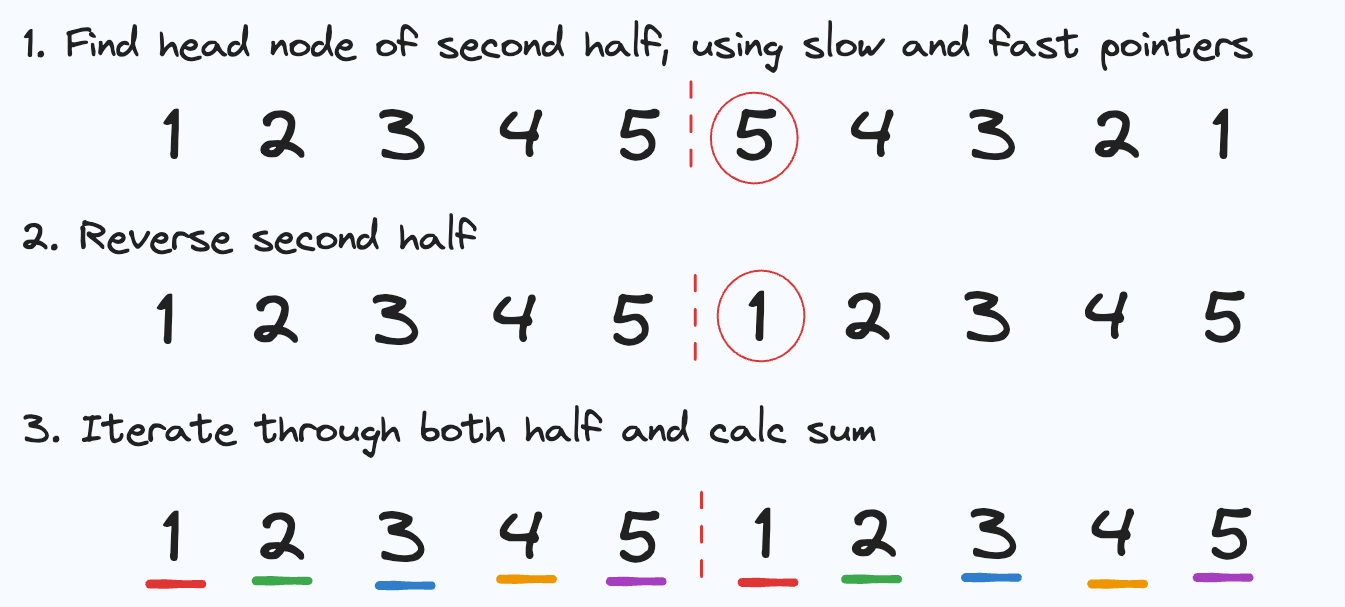 1. Find head node of second half, using slow and fast pointers
1 2 3 4 5 5 4 3 2 1
2. Reverse second half
1 2 3 4 5 1 2 3 4 5
3. Iterate through both half and calc sum
1 2 3 4 5 1 2 3 4 5